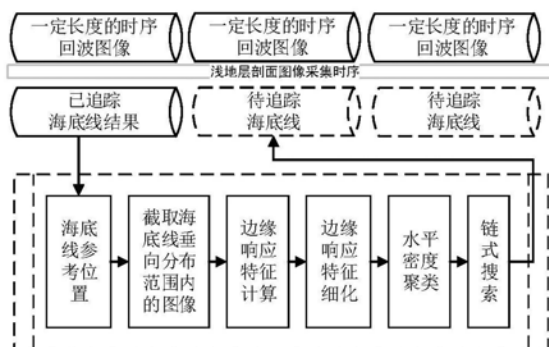 一定长度的时序
回波图像
一定长度的时序
回波图像
一定长度的时序
回波图像
浅地层剖面图像采集时序
已追踪
海底线结果
待追踪
海底线
待追踪
海底线
海底
线参
考位
置
截取海
底线垂
向分布
范围内
的图像
边缘
响应
特征
计算
边缘
响应
特征
细化
水平
密度
聚类
链式
搜索